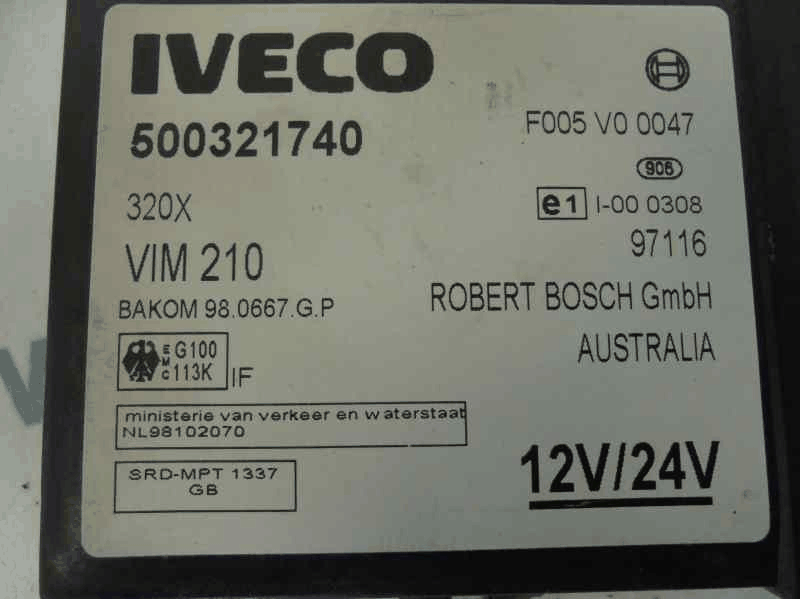 IVECO
500321740
F005 V0 0047
906
320X
e1 I-00 0308
VIM 210
97116
BAKOM 98.0667.G.P
ROBERT BOSCH GmbH
AUSTRALIA
EMC G100
113K
IF
ministerie van verkeer en waterstaat
NL98102070
SRD-MPT 1337
GB
12V/24V